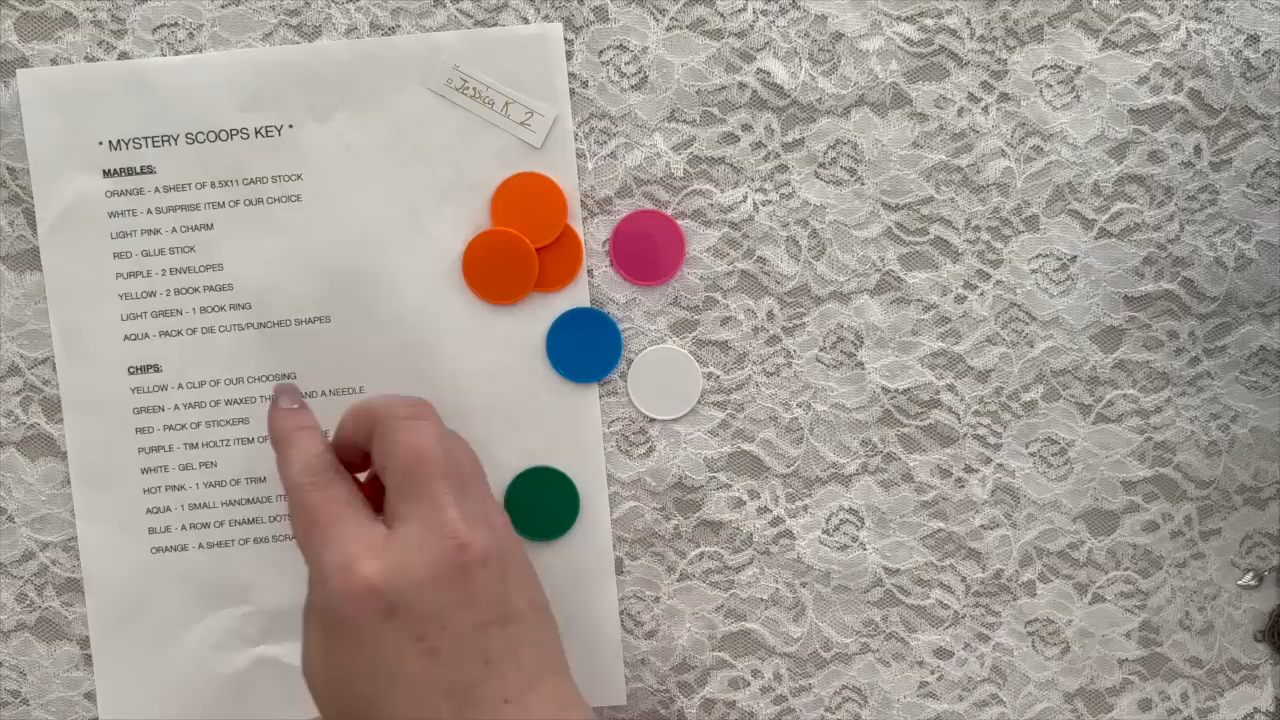 Jessica K. 2
* MYSTERY SCOOPS KEY *
MARBLES:
ORANGE - A SHEET OF 8.5X11 CARD STOCK
WHITE - A SURPRISE ITEM OF OUR CHOICE
LIGHT PINK - A CHARM
RED - GLUE STICK
PURPLE - 2 ENVELOPES
YELLOW - 2 BOOK PAGES
LIGHT GREEN - 1 BOOK RING
AQUA - PACK OF DIE CUTS/PUNCHED SHAPES
CHIPS:
YELLOW - A CLIP OF OUR CHOOSING
GREEN - A YARD OF WAXED AND A NEEDLE
RED - PACK OF STICKERS
PURPLE - TIM HOLTZ ITEM OF
WHITE - GEL PEN
HOT PINK - 1 YARD OF TRIM
AQUA - 1 SMALL HANDMADE
BLUE - A ROW OF ENAMEL DOTS
ORANGE - A SHEET OF 6X6